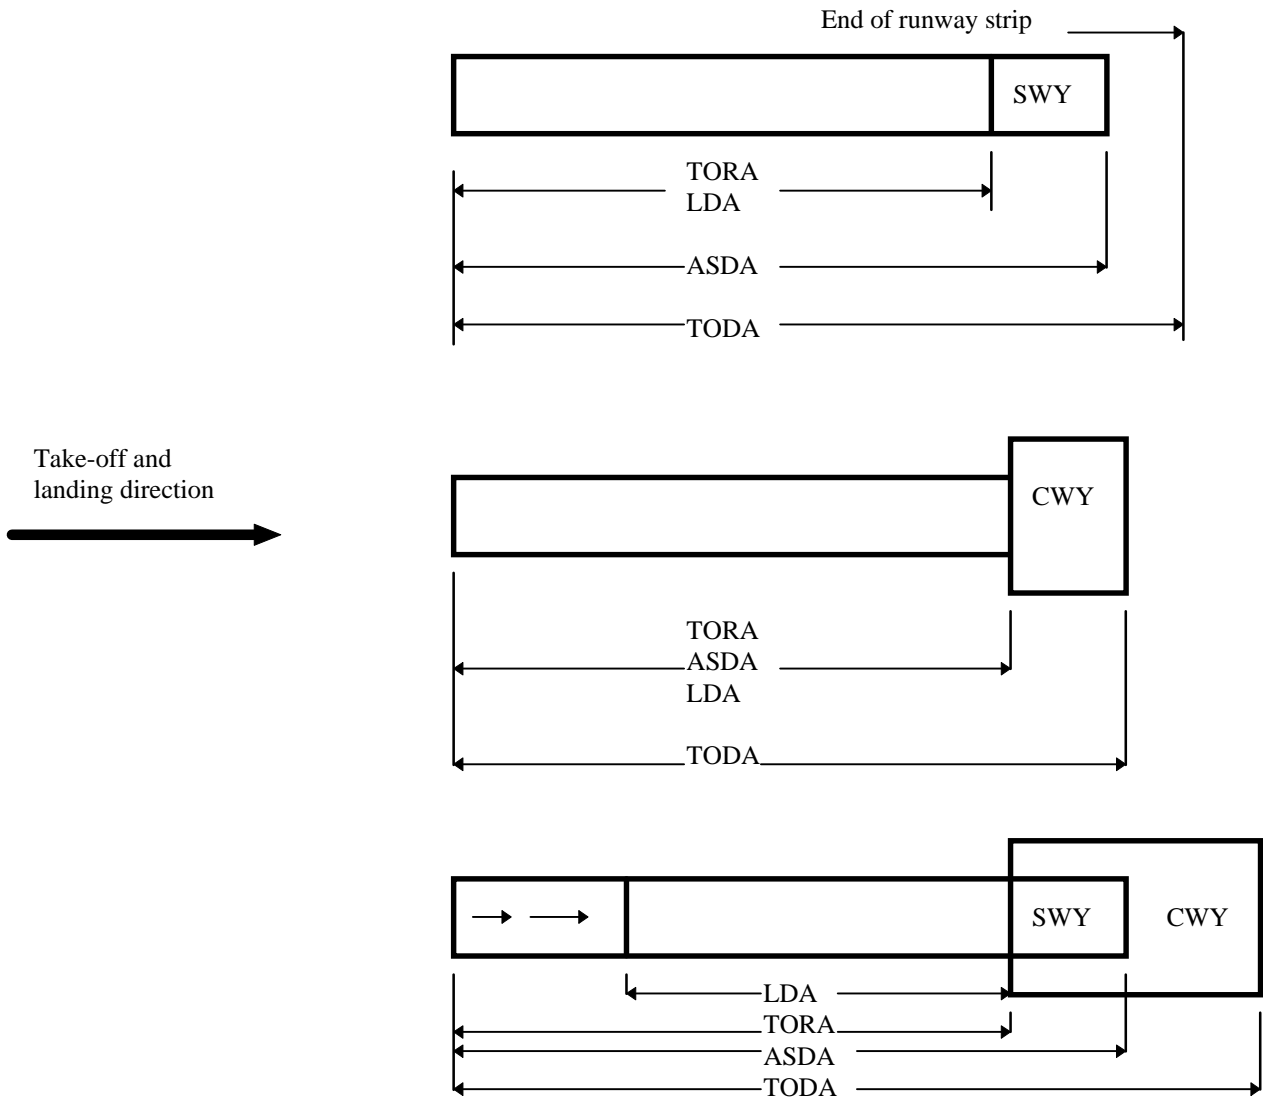 End of runway strip
SWY
TORA
LDA
ASDA
TODA
Take-off and
landing direction
CWY
TORA
ASDA
LDA
TODA
SWY CWY
LDA
TORA
ASDA
TODA